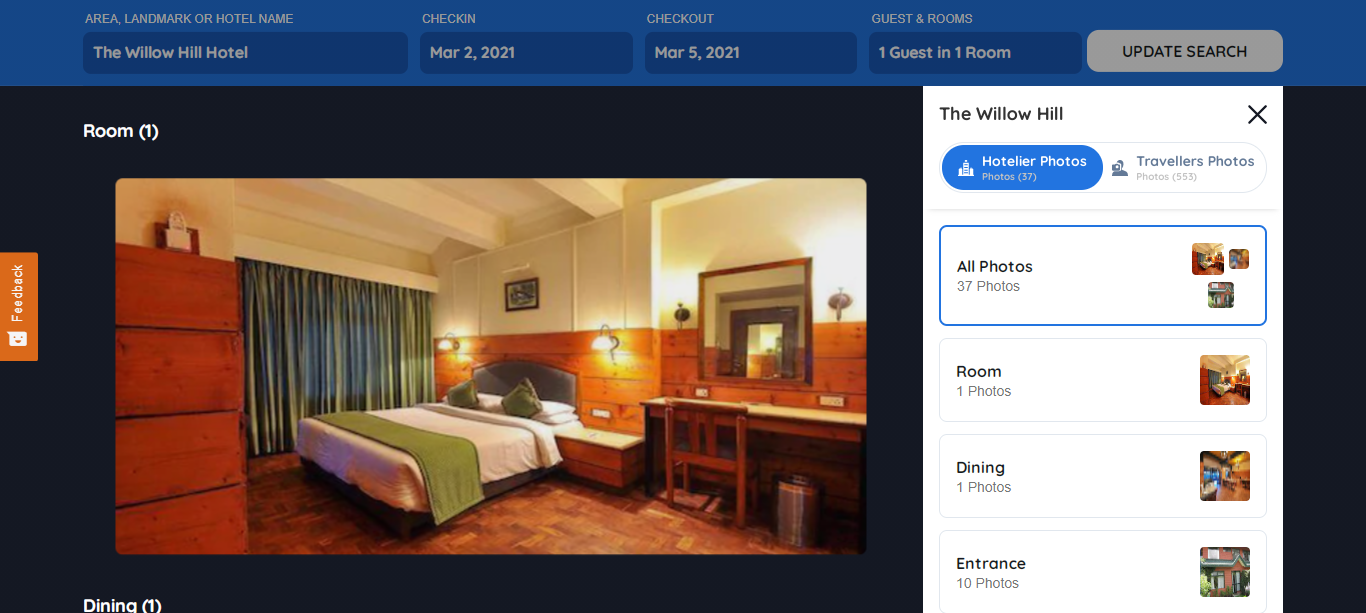 AREA, LANDMARK OR HOTEL NAME
CHECKIN
CHECKOUT
GUEST & ROOMS
The Willow Hill Hotel
Mar 2, 2021
Mar 5, 2021
1 Guest in 1 Room
UPDATE SEARCH
Room (1)
Feedback
Dining (1)
The Willow Hill
Hotelier Photos
Photos (37)
Travellers Photos
Photos (553)
All Photos
37 Photos
Room
1 Photos
Dining
1 Photos
Entrance
10 Photos